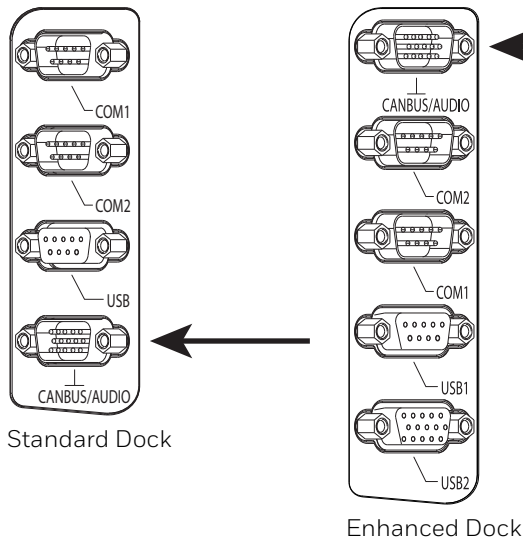 COM1
COM2
USB
CANBUS/AUDIO
Standard Dock
CANBUS/AUDIO
COM2
COM1
USB1
USB2
Enhanced Dock